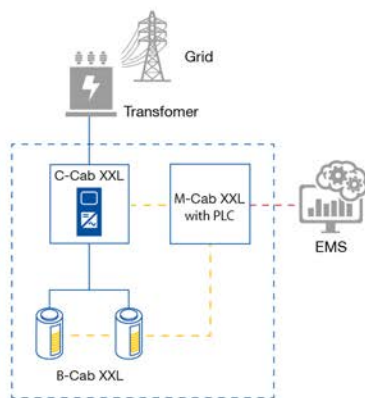 Grid
Transfomer
C-Cab XXL
M-Cab XXL
with PLC
EMS
B-Cab XXL